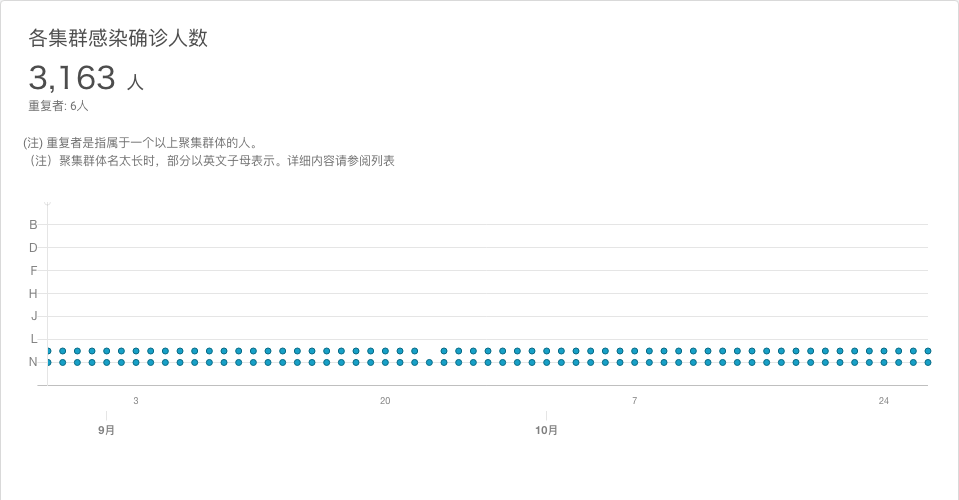 各集群感染确诊人数
3,163 人
重复者: 6人
(注) 重复者是指属于一个以上聚集群体的人。
（注）聚集群体名太长时，部分以英文子母表示。详细内容请参阅列表
B
D
F
H
J
L
N
3 20 7 24
9月 10月